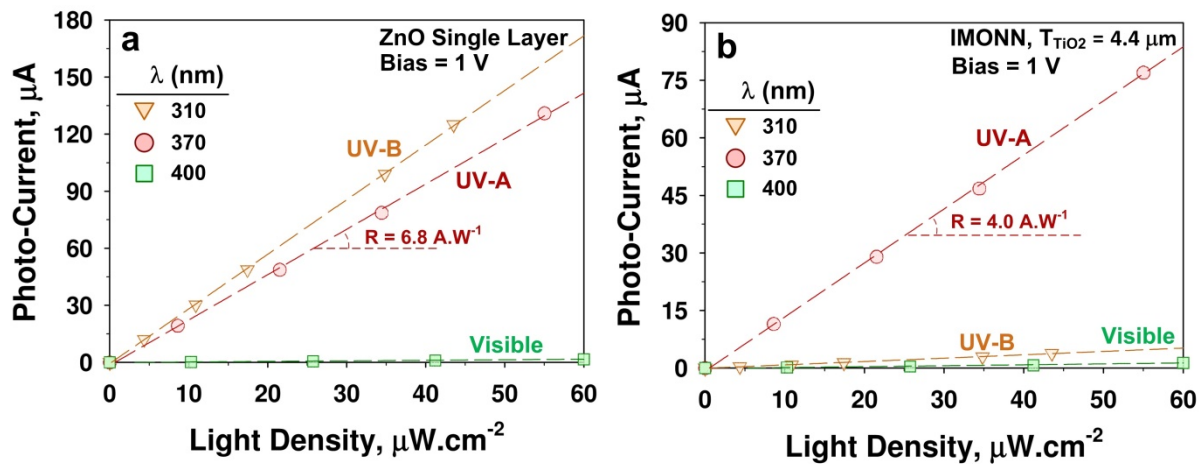 a
ZnO Single Layer
Bias = 1 V
λ (nm)
310
370
400
UV-B
UV-A
R = 6.8 A.W⁻¹
Visible
180
150
120
90
60
30
0
0 10 20 30 40 50 60
Photo-Current, μA
Light Density, μW.cm⁻²
b
IMONN, T_TiO2 = 4.4 μm
Bias = 1 V
λ (nm)
310
370
400
UV-A
R = 4.0 A.W⁻¹
UV-B
Visible
90
75
60
45
30
15
0
0 10 20 30 40 50 60
Photo-Current, μA
Light Density, μW.cm⁻²